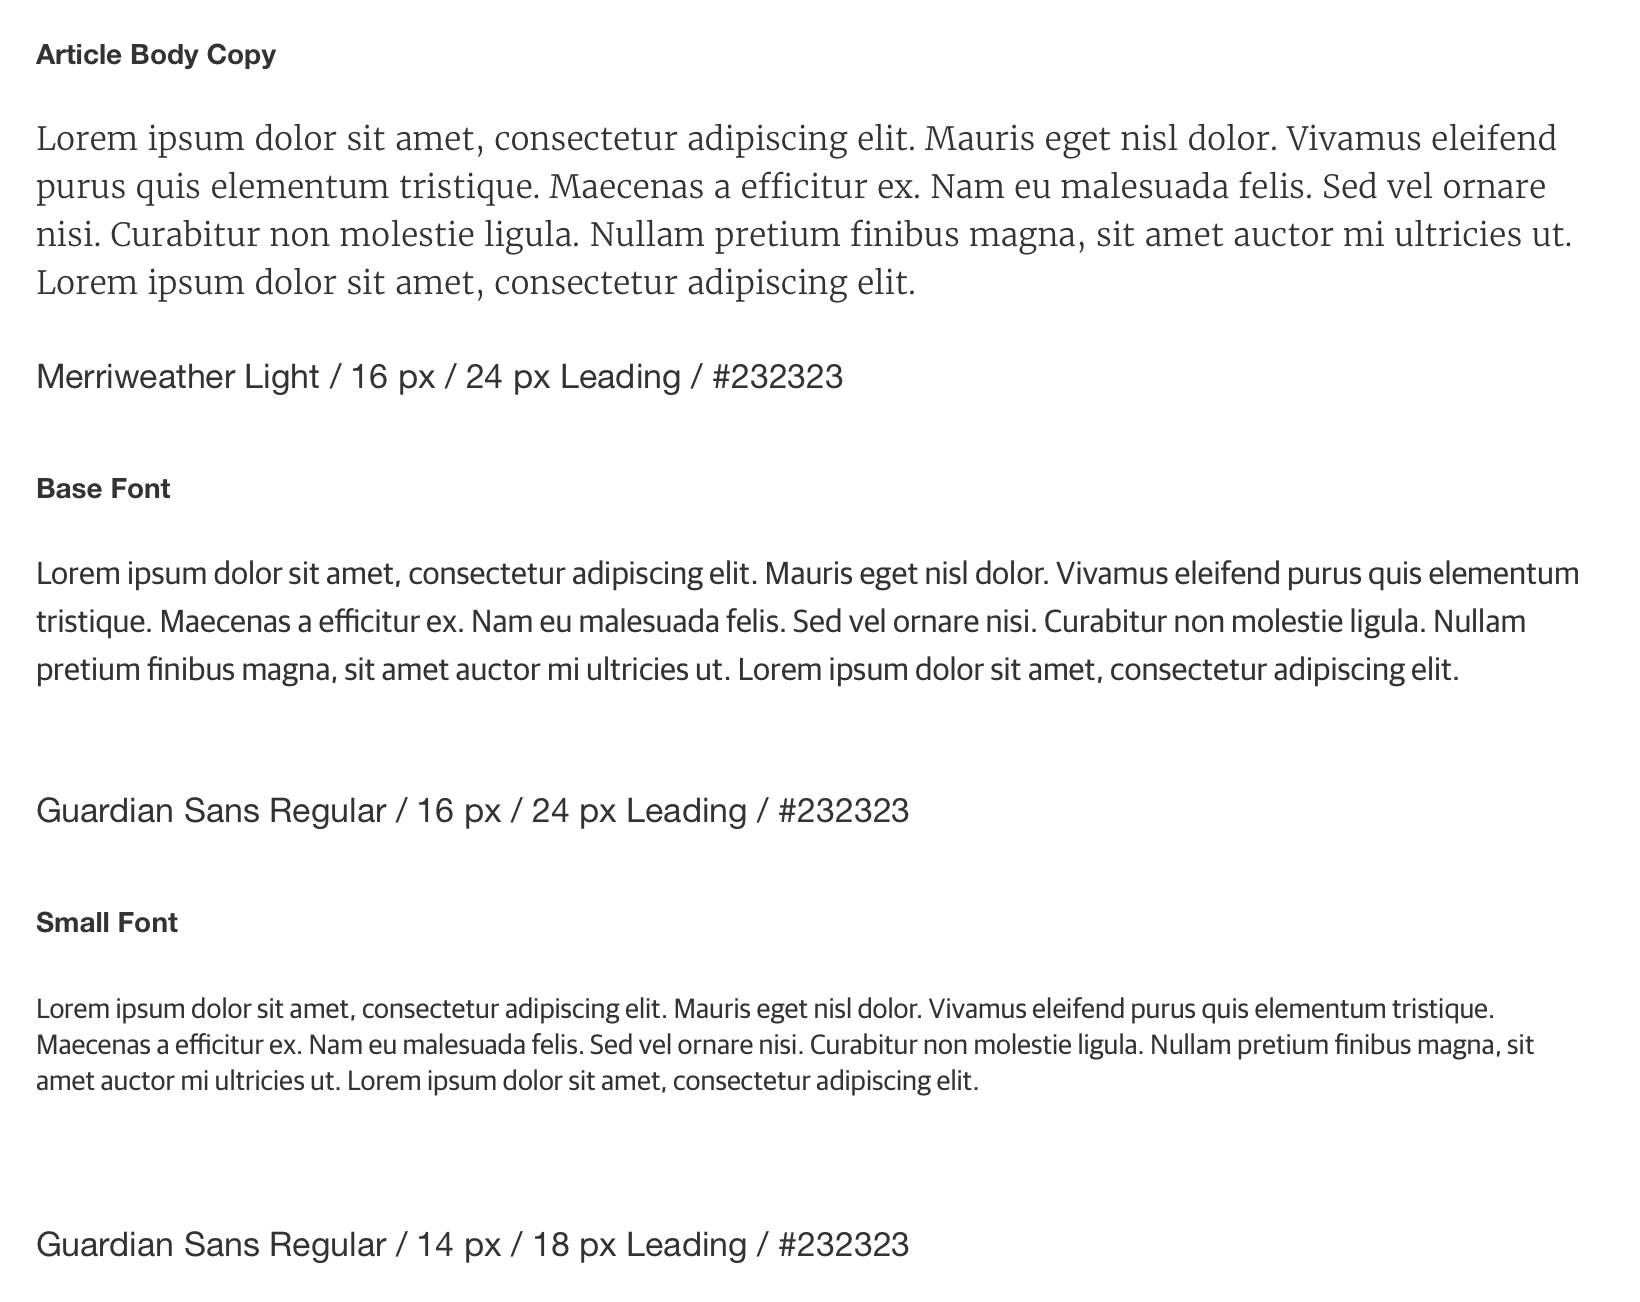 Article Body Copy
Lorem ipsum dolor sit amet, consectetur adipiscing elit. Mauris eget nisl dolor. Vivamus eleifend
purus quis elementum tristique. Maecenas a efficitur ex. Nam eu malesuada felis. Sed vel ornare
nisi. Curabitur non molestie ligula. Nullam pretium finibus magna, sit amet auctor mi ultricies ut.
Lorem ipsum dolor sit amet, consectetur adipiscing elit.
Merriweather Light / 16 px / 24 px Leading / #232323
Base Font
Lorem ipsum dolor sit amet, consectetur adipiscing elit. Mauris eget nisl dolor. Vivamus eleifend purus quis elementum
tristique. Maecenas a efficitur ex. Nam eu malesuada felis. Sed vel ornare nisi. Curabitur non molestie ligula. Nullam
pretium finibus magna, sit amet auctor mi ultricies ut. Lorem ipsum dolor sit amet, consectetur adipiscing elit.
Guardian Sans Regular / 16 px / 24 px Leading / #232323
Small Font
Lorem ipsum dolor sit amet, consectetur adipiscing elit. Mauris eget nisl dolor. Vivamus eleifend purus quis elementum tristique.
Maecenas a efficitur ex. Nam eu malesuada felis. Sed vel ornare nisi. Curabitur non molestie ligula. Nullam pretium finibus magna, sit
amet auctor mi ultricies ut. Lorem ipsum dolor sit amet, consectetur adipiscing elit.
Guardian Sans Regular / 14 px / 18 px Leading / #232323